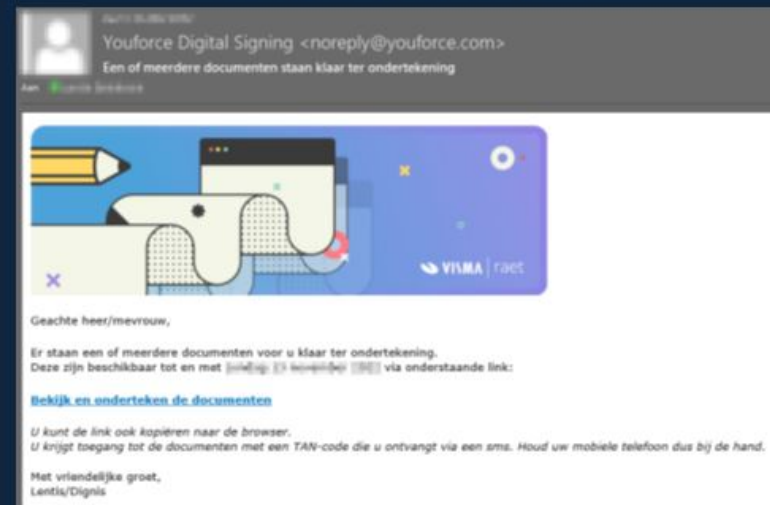 Youforce Digital Signing <noreply@youforce.com>
Een of meerdere documenten staan klaar ter ondertekening
Aan
VISMA | raet
Geachte heer/mevrouw,
Er staan een of meerdere documenten voor u klaar ter ondertekening.
Deze zijn beschikbaar tot en met via onderstaande link:
Bekijk en onderteken de documenten
U kunt de link ook kopiëren naar de browser.
U krijgt toegang tot de documenten met een TAN-code die u ontvangt via een sms. Houd uw mobiele telefoon dus bij de hand.
Met vriendelijke groet,
Lentis/Dignis